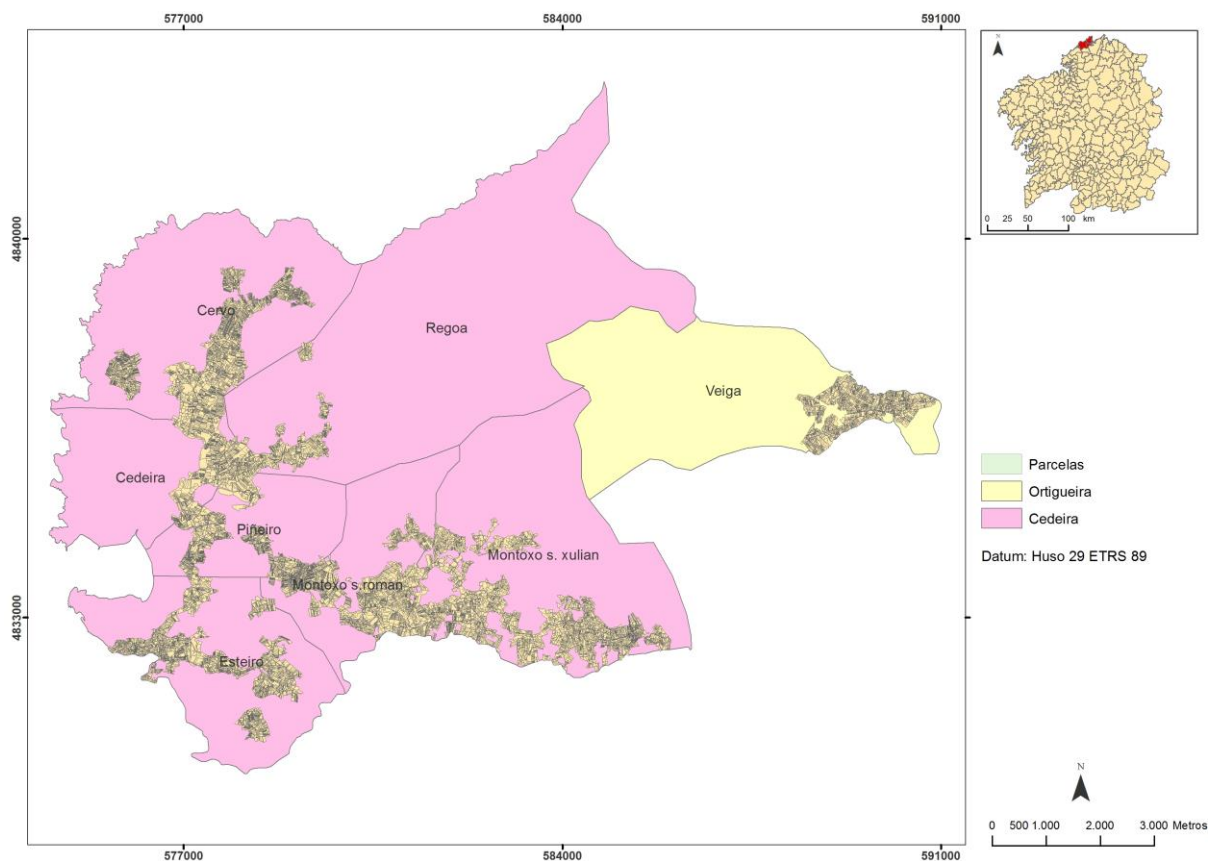 577000
584000
591000
4840000
4833000
Cervo
Regoa
Veiga
Cedeira
Piñeiro
Montoxo s. xulian
Montoxo s.roman
Esteiro
577000
584000
591000
N
0 25 50 100 km
Parcelas
Ortigueira
Cedeira
Datum: Huso 29 ETRS 89
N
0 500 1.000 2.000 3.000 Metros